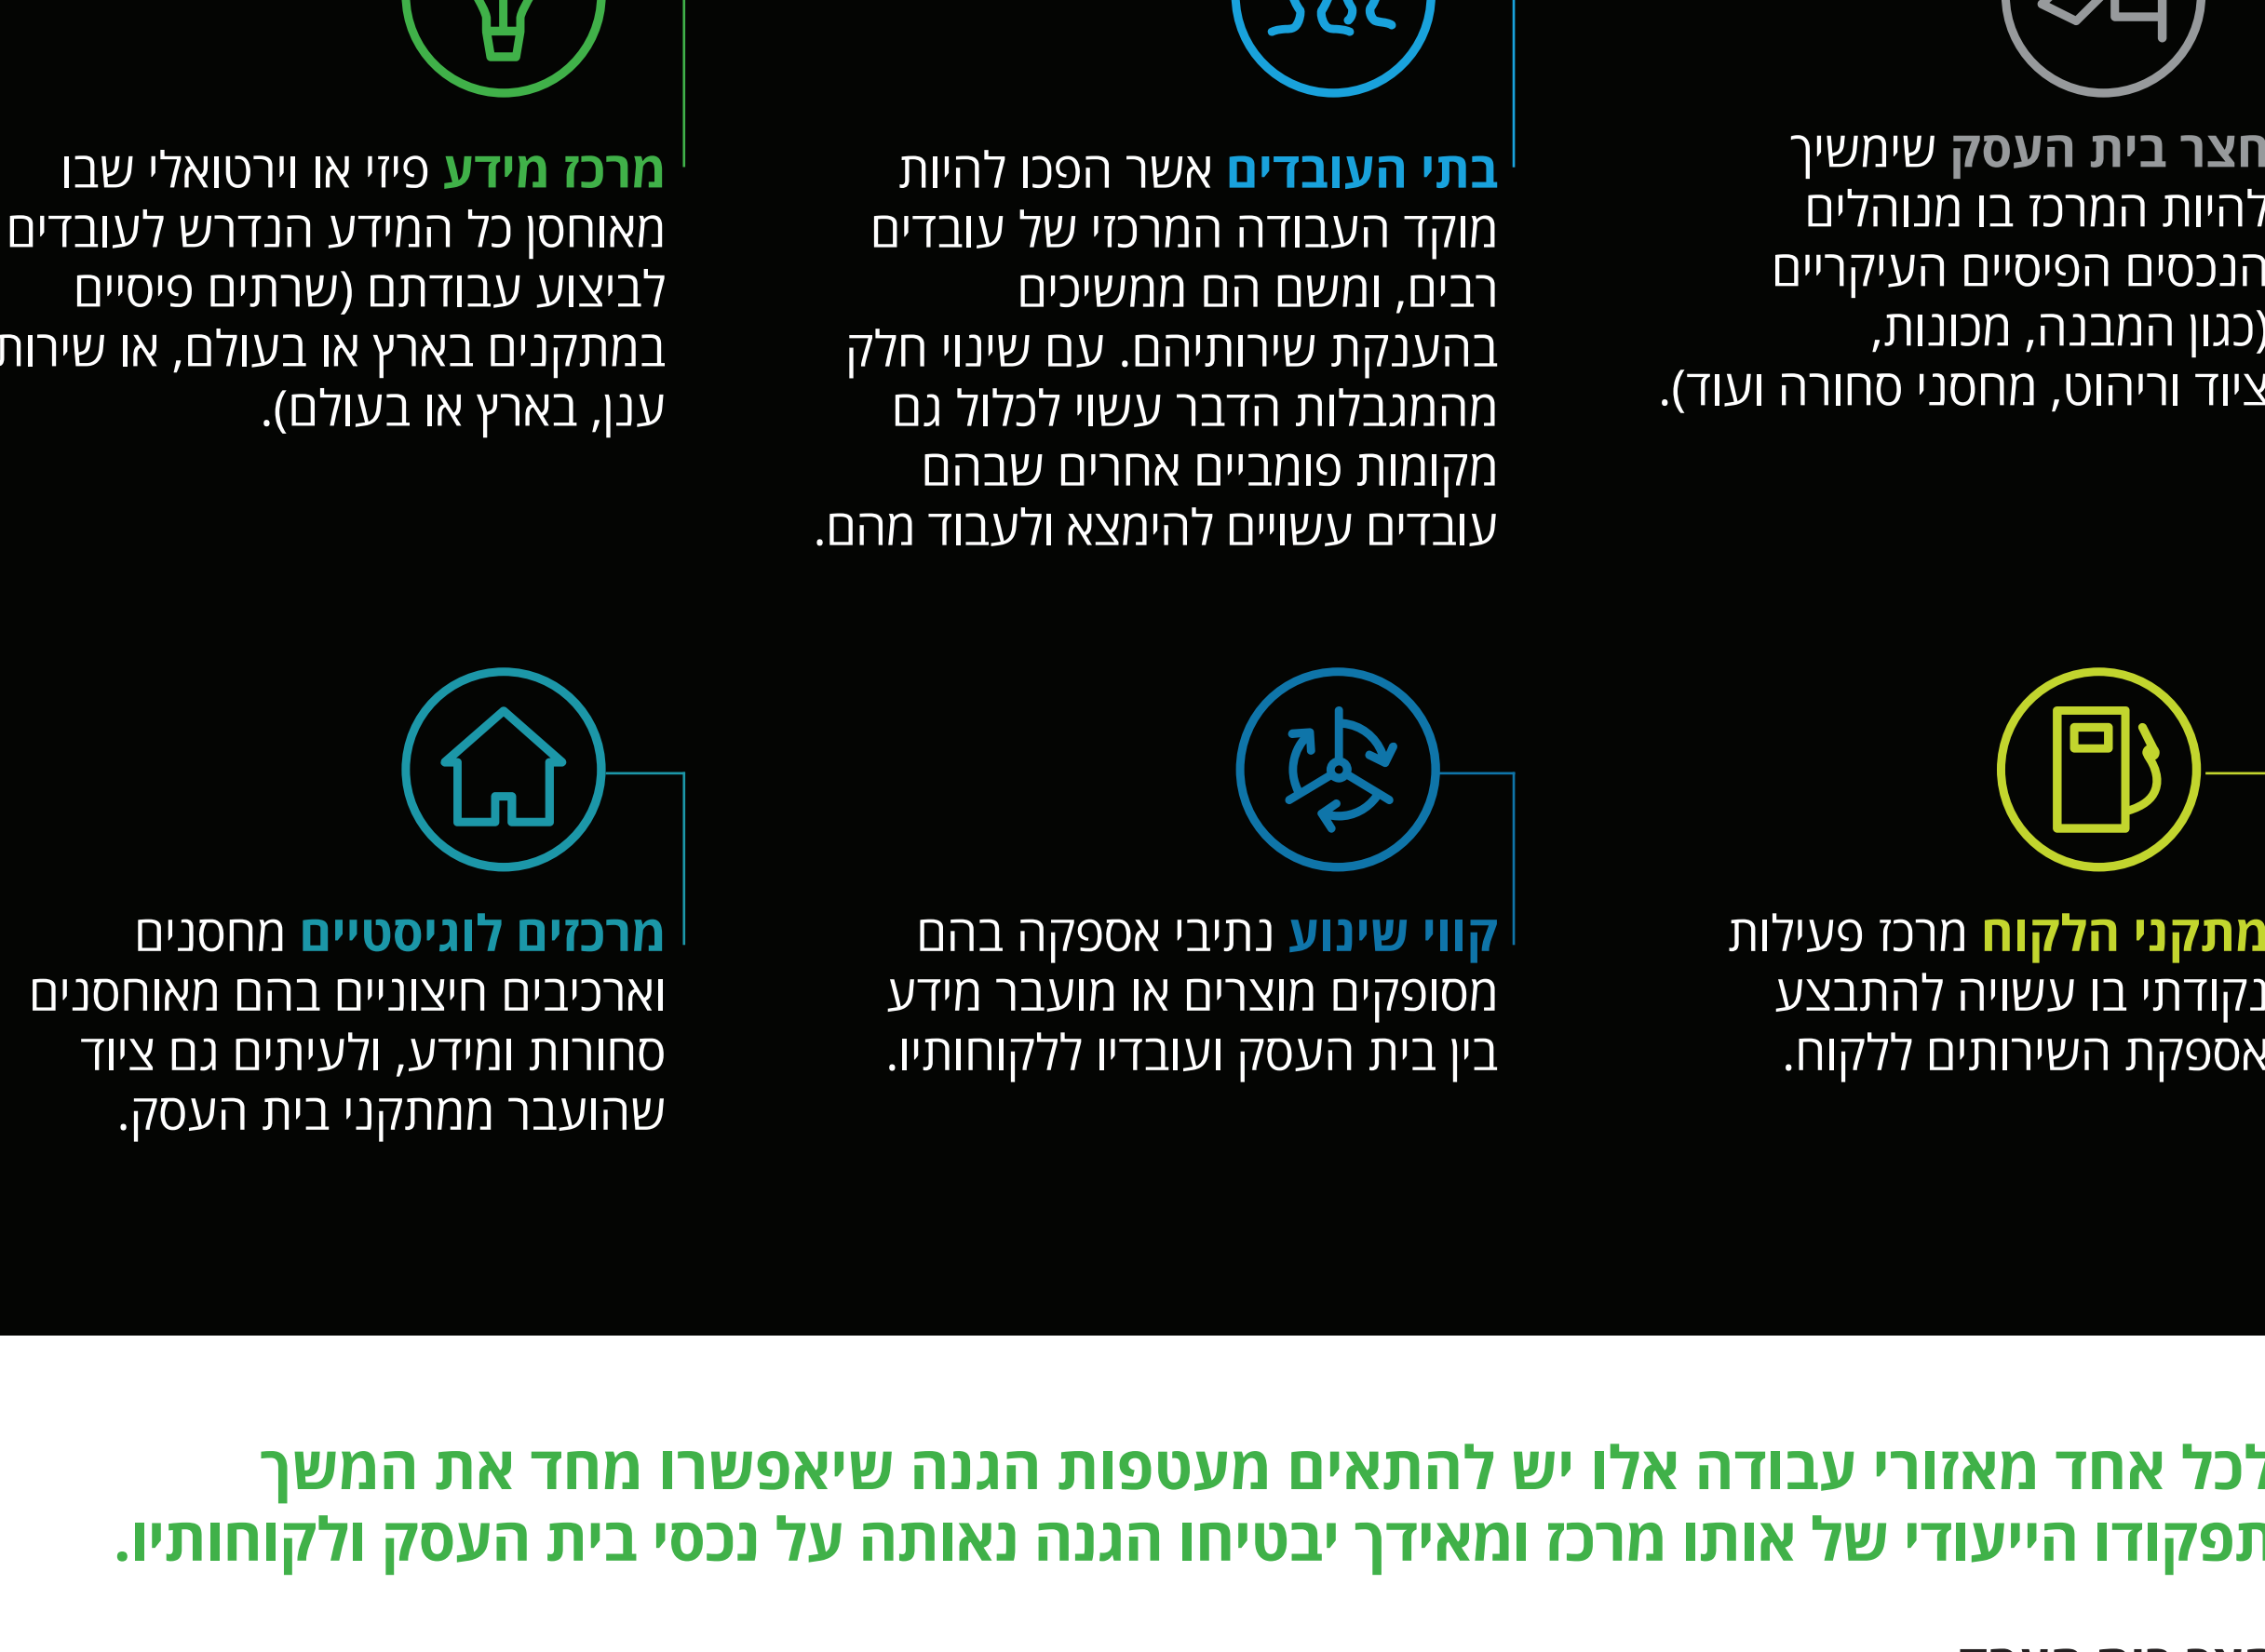 חצר בית העסק שימשיך
להיות המרכז בו מנוהלים
הנכסים הפיסיים העיקריים
(כגון המבנה, מכונות,
ציוד וריהוט, מחסני סחורה ועוד).
בתי העובדים אשר הפכו להיות
מוקד העבודה המרכזי של עובדים
רבים, ומשם הם ממשיכים
בהענקת שירותיהם. עם שינוי חלק
מהמגבלות הדבר עשוי לכלול גם
מקומות פומביים אחרים שבהם
עובדים עשויים להימצא ולעבוד מהם.
מרכז מידע פיזי או ווירטואלי שבו
מאוחסן כל המידע הנדרש לעובדים
לביצוע עבודתם (שרתים פיסיים
במתקנים בארץ או בעולם, או שירות
ענן, בארץ או בעולם).
מתקני הלקוח מרכז פעילות
נקודתי בו עשויה להתבצע
אספקת השירותים ללקוח.
קווי שינוע נתיבי אספקה בהם
מסופקים מוצרים או מועבר מידע
בין בית העסק ועובדיו ללקוחותיו.
מרכזים לוגיסטיים מחסנים
וארכיבים חיצוניים בהם מאוחסנים
סחורות ומידע, ולעיתים גם ציוד
שהועבר ממתקני בית העסק.
לכל אחד מאזורי עבודה אלו יש להתאים מעטפות הגנה שיאפשרו מחד את המשך
תפקודו הייעודי של אותו מרכז ומאידך יבטיחו הגנה נאותה על נכסי בית העסק ולקוחותיו.